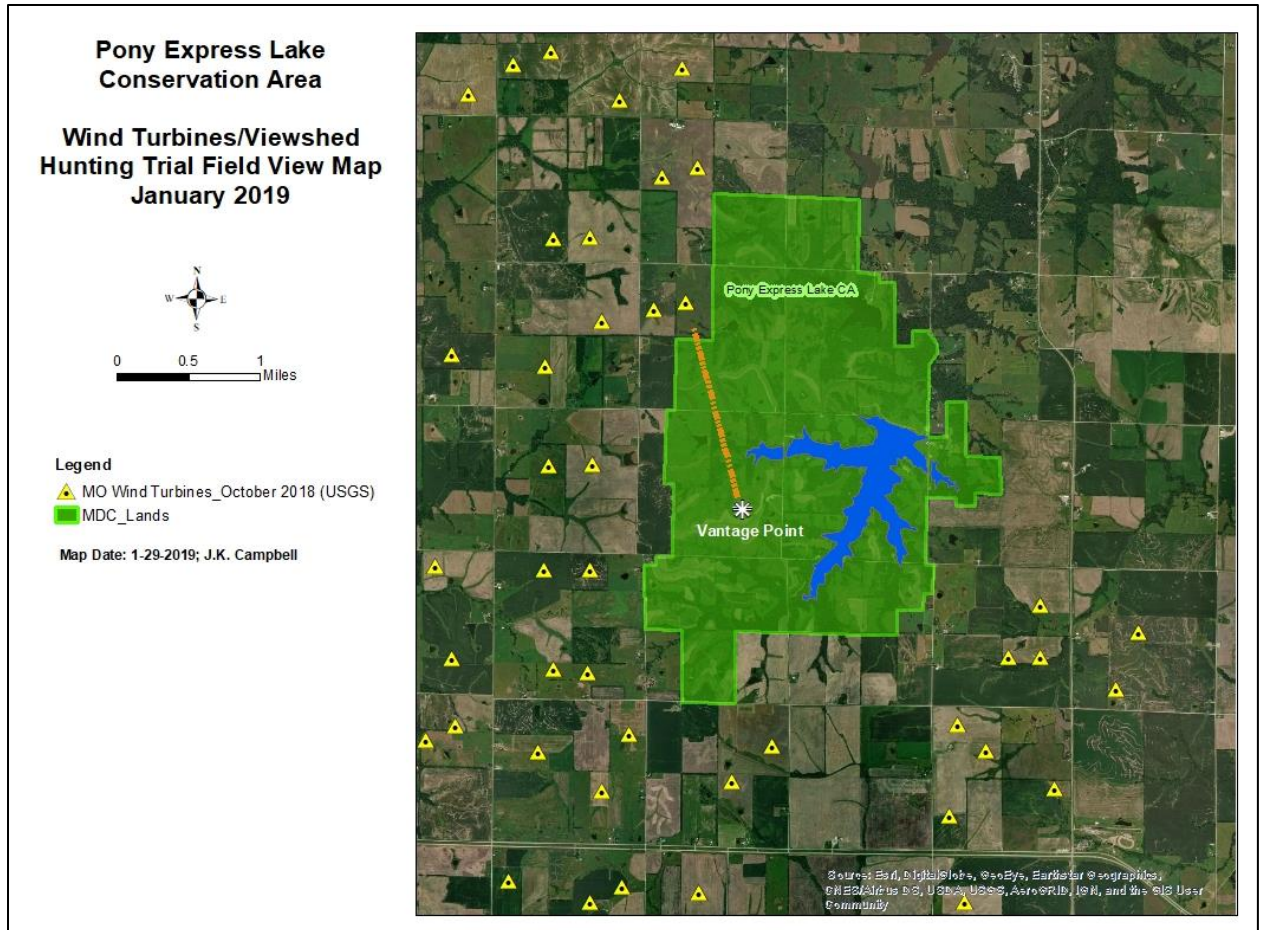 Pony Express Lake
Conservation Area
Wind Turbines/Viewshed
Hunting Trial Field View Map
January 2019
N
W E
S
0 0.5 1
Miles
Legend
MO Wind Turbines_October 2018 (USGS)
MDC_Lands
Map Date: 1-29-2019; J.K. Campbell
Pony Express Lake CA
Vantage Point
Source: Esri, DigitalGlobe, GeoEye, Earthstar Geographics,
CNES/Airbus DS, USDA, USGS, AeroGRID, IGN, and the GIS User
Community